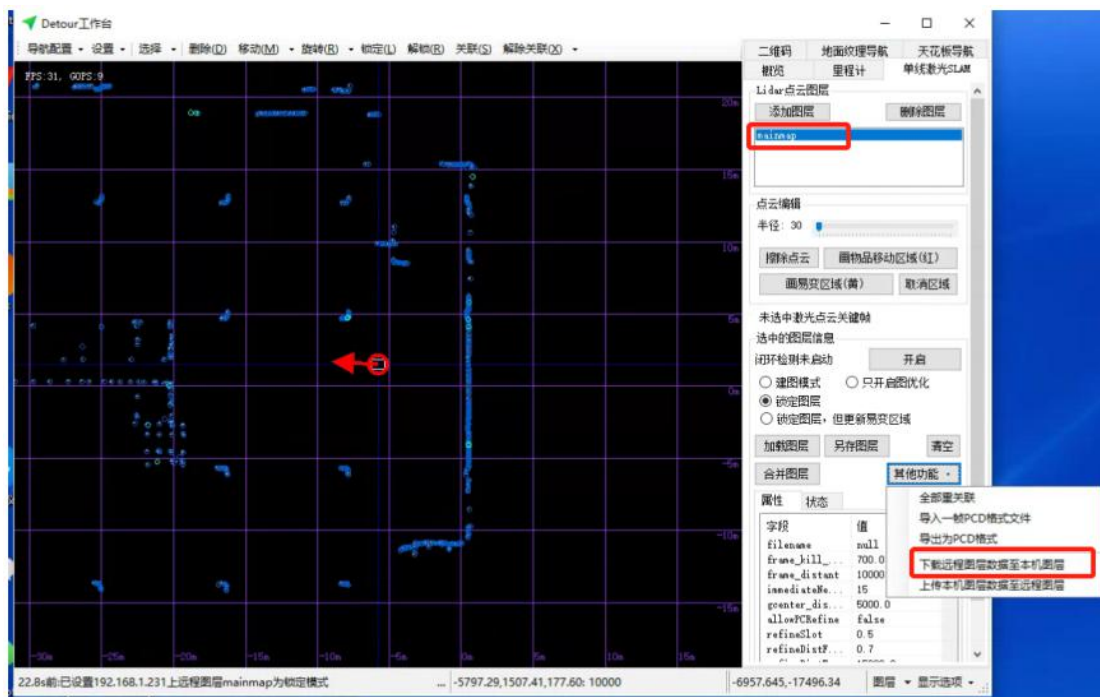 Detour工作台
导航配置 设置 选择 删除(D) 移动(M) 旋转(R) 锁定(L) 解锁(R) 关联(S) 解除关联(X)
FPS:31, GOPS:9
20m
15m
10m
5m
0m
-5m
-10m
-15m
-30m -25m -20m -15m -10m -5m 0m 5m 10m 15m
二维码 地面纹理导航 天花板导航
概览 里程计 单线激光SLAM
Lidar点云图层
添加图层 删除图层
mainmap
点云编辑
半径: 30
擦除点云 画物品移动区域(红)
画易变区域(黄) 取消区域
未选中激光点云关键帧
选中的图层信息
闭环检测未启动 开启
建图模式 只开启图优化
锁定图层
锁定图层，但更新易变区域
加载图层 另存图层 清空
合并图层 其他功能
全部重关联
导入一帧PCD格式文件
导出为PCD格式
下载远程图层数据至本机图层
上传本机图层数据至远程图层
属性 状态
字段 值
filename null
frame_kill_... 700.0
frame_distant 10000
immediateNe... 15
gcenter_dis... 5000.0
allowPCRefine false
refineSlot 0.5
refineDistF... 0.7
22.8s前:已设置192.168.1.231上远程图层mainmap为锁定模式 ... -5797.29,1507.41,177.60: 10000 -6957.645,-17496.34 图层 显示选项